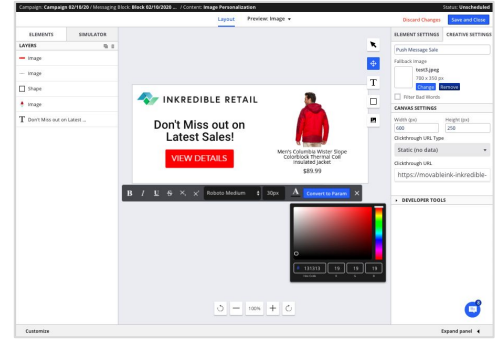 Campaign: Campaign 02/10/20 / Messaging Block: Block 02/10/2020 ... / Content: Image Personalization
Status: Unscheduled
Layout
Preview: Image
Discard Changes
Save and Close
ELEMENTS
SIMULATOR
LAYERS
Image
Image
Shape
Image
T Don't Miss out on Latest ...
T
INKREDIBLE RETAIL
Don't Miss out on
Latest Sales!
VIEW DETAILS
Men's Columbia Wister Slope
Colorblock Thermal Coil
Insulated Jacket
$89.99
B I U S X X Roboto Medium 30px A Convert to Param X
131313 19 19 19
100%
ELEMENT SETTINGS
CREATIVE SETTINGS
Push Message Sale
Fallback Image
test3.jpeg
700 x 350 px
Change
Remove
Filter Bad Words
CANVAS SETTINGS
Width (px)
Height (px)
600
250
Clickthrough URL Type
Static (no data)
Clickthrough URL
https://movableink-inkredible-
DEVELOPER TOOLS
Customize
Expand panel